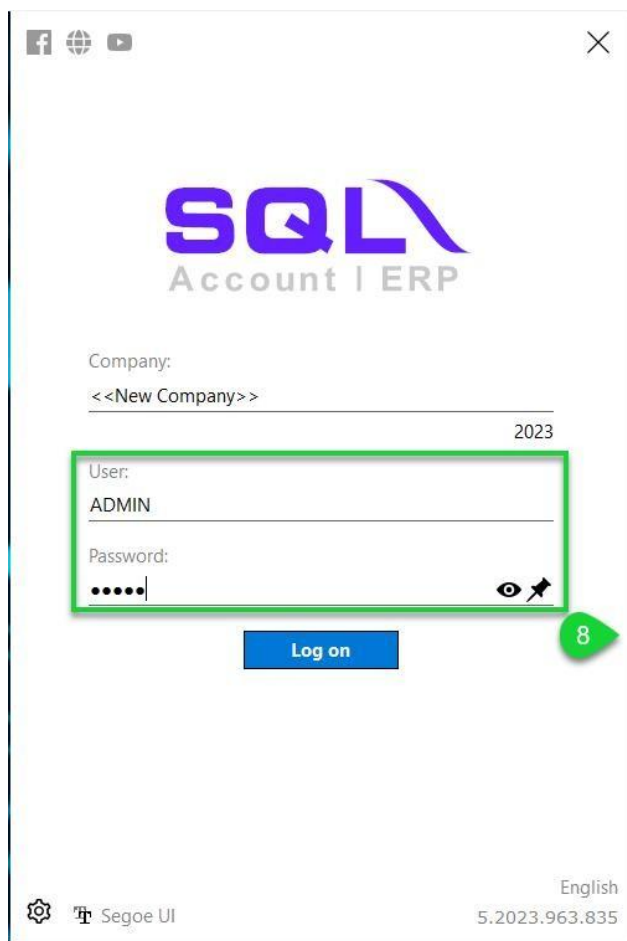 SQL
Account | ERP
Company:
<<New Company>>
2023
User:
ADMIN
Password:
•••••
8
Log on
English
Segoe UI
5.2023.963.835